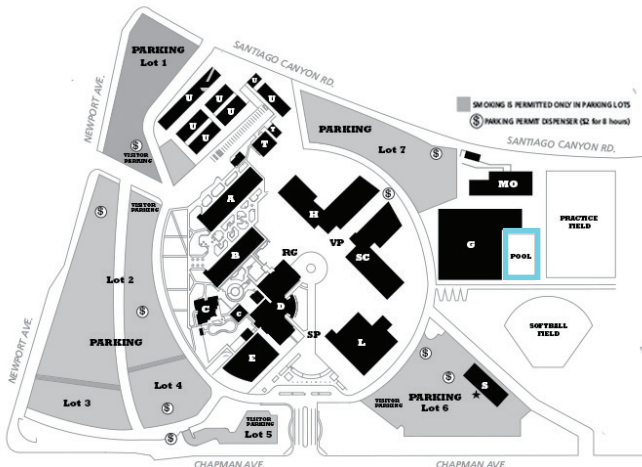 PARKING
Lot 1
NEWPORT AVE.
SANTIAGO CANYON RD.
U
U
U
U
U
U
U
U
U
T
T
SMOKING IS PERMITTED ONLY IN PARKING LOTS
$ PARKING PERMIT DISPENSER ($2 for 8 hours)
SANTIAGO CANYON RD.
$
VISITOR
PARKING
PARKING
Lot 7
$
MO
$
VISITOR
PARKING
$
A
H
VP
SC
G
POOL
PRACTICE
FIELD
B
RG
Lot 2
C
C
D
$
SP
L
SOFTBALL
FIELD
PARKING
E
NEWPORT AVE.
$
$
S
Lot 3
Lot 4
$
VISITOR
PARKING
PARKING
Lot 6
VISITOR
PARKING
Lot 5
$
CHAPMAN AVE.
CHAPMAN AVE.